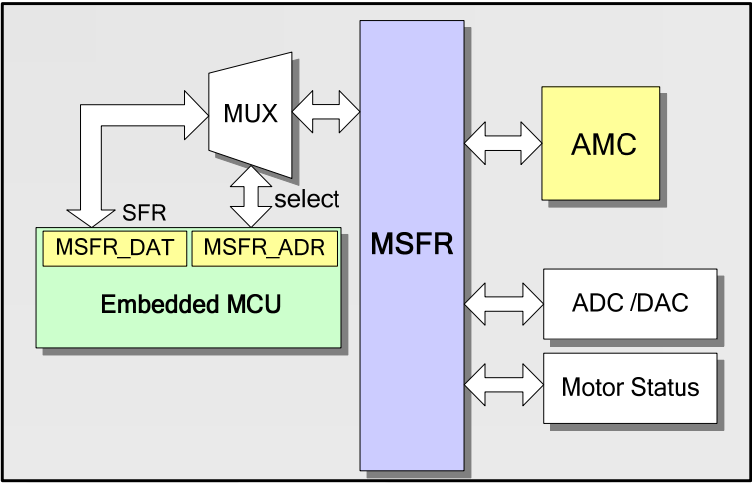 MUX
select
SFR
MSFR_DAT
MSFR_ADR
Embedded MCU
MSFR
AMC
ADC /DAC
Motor Status